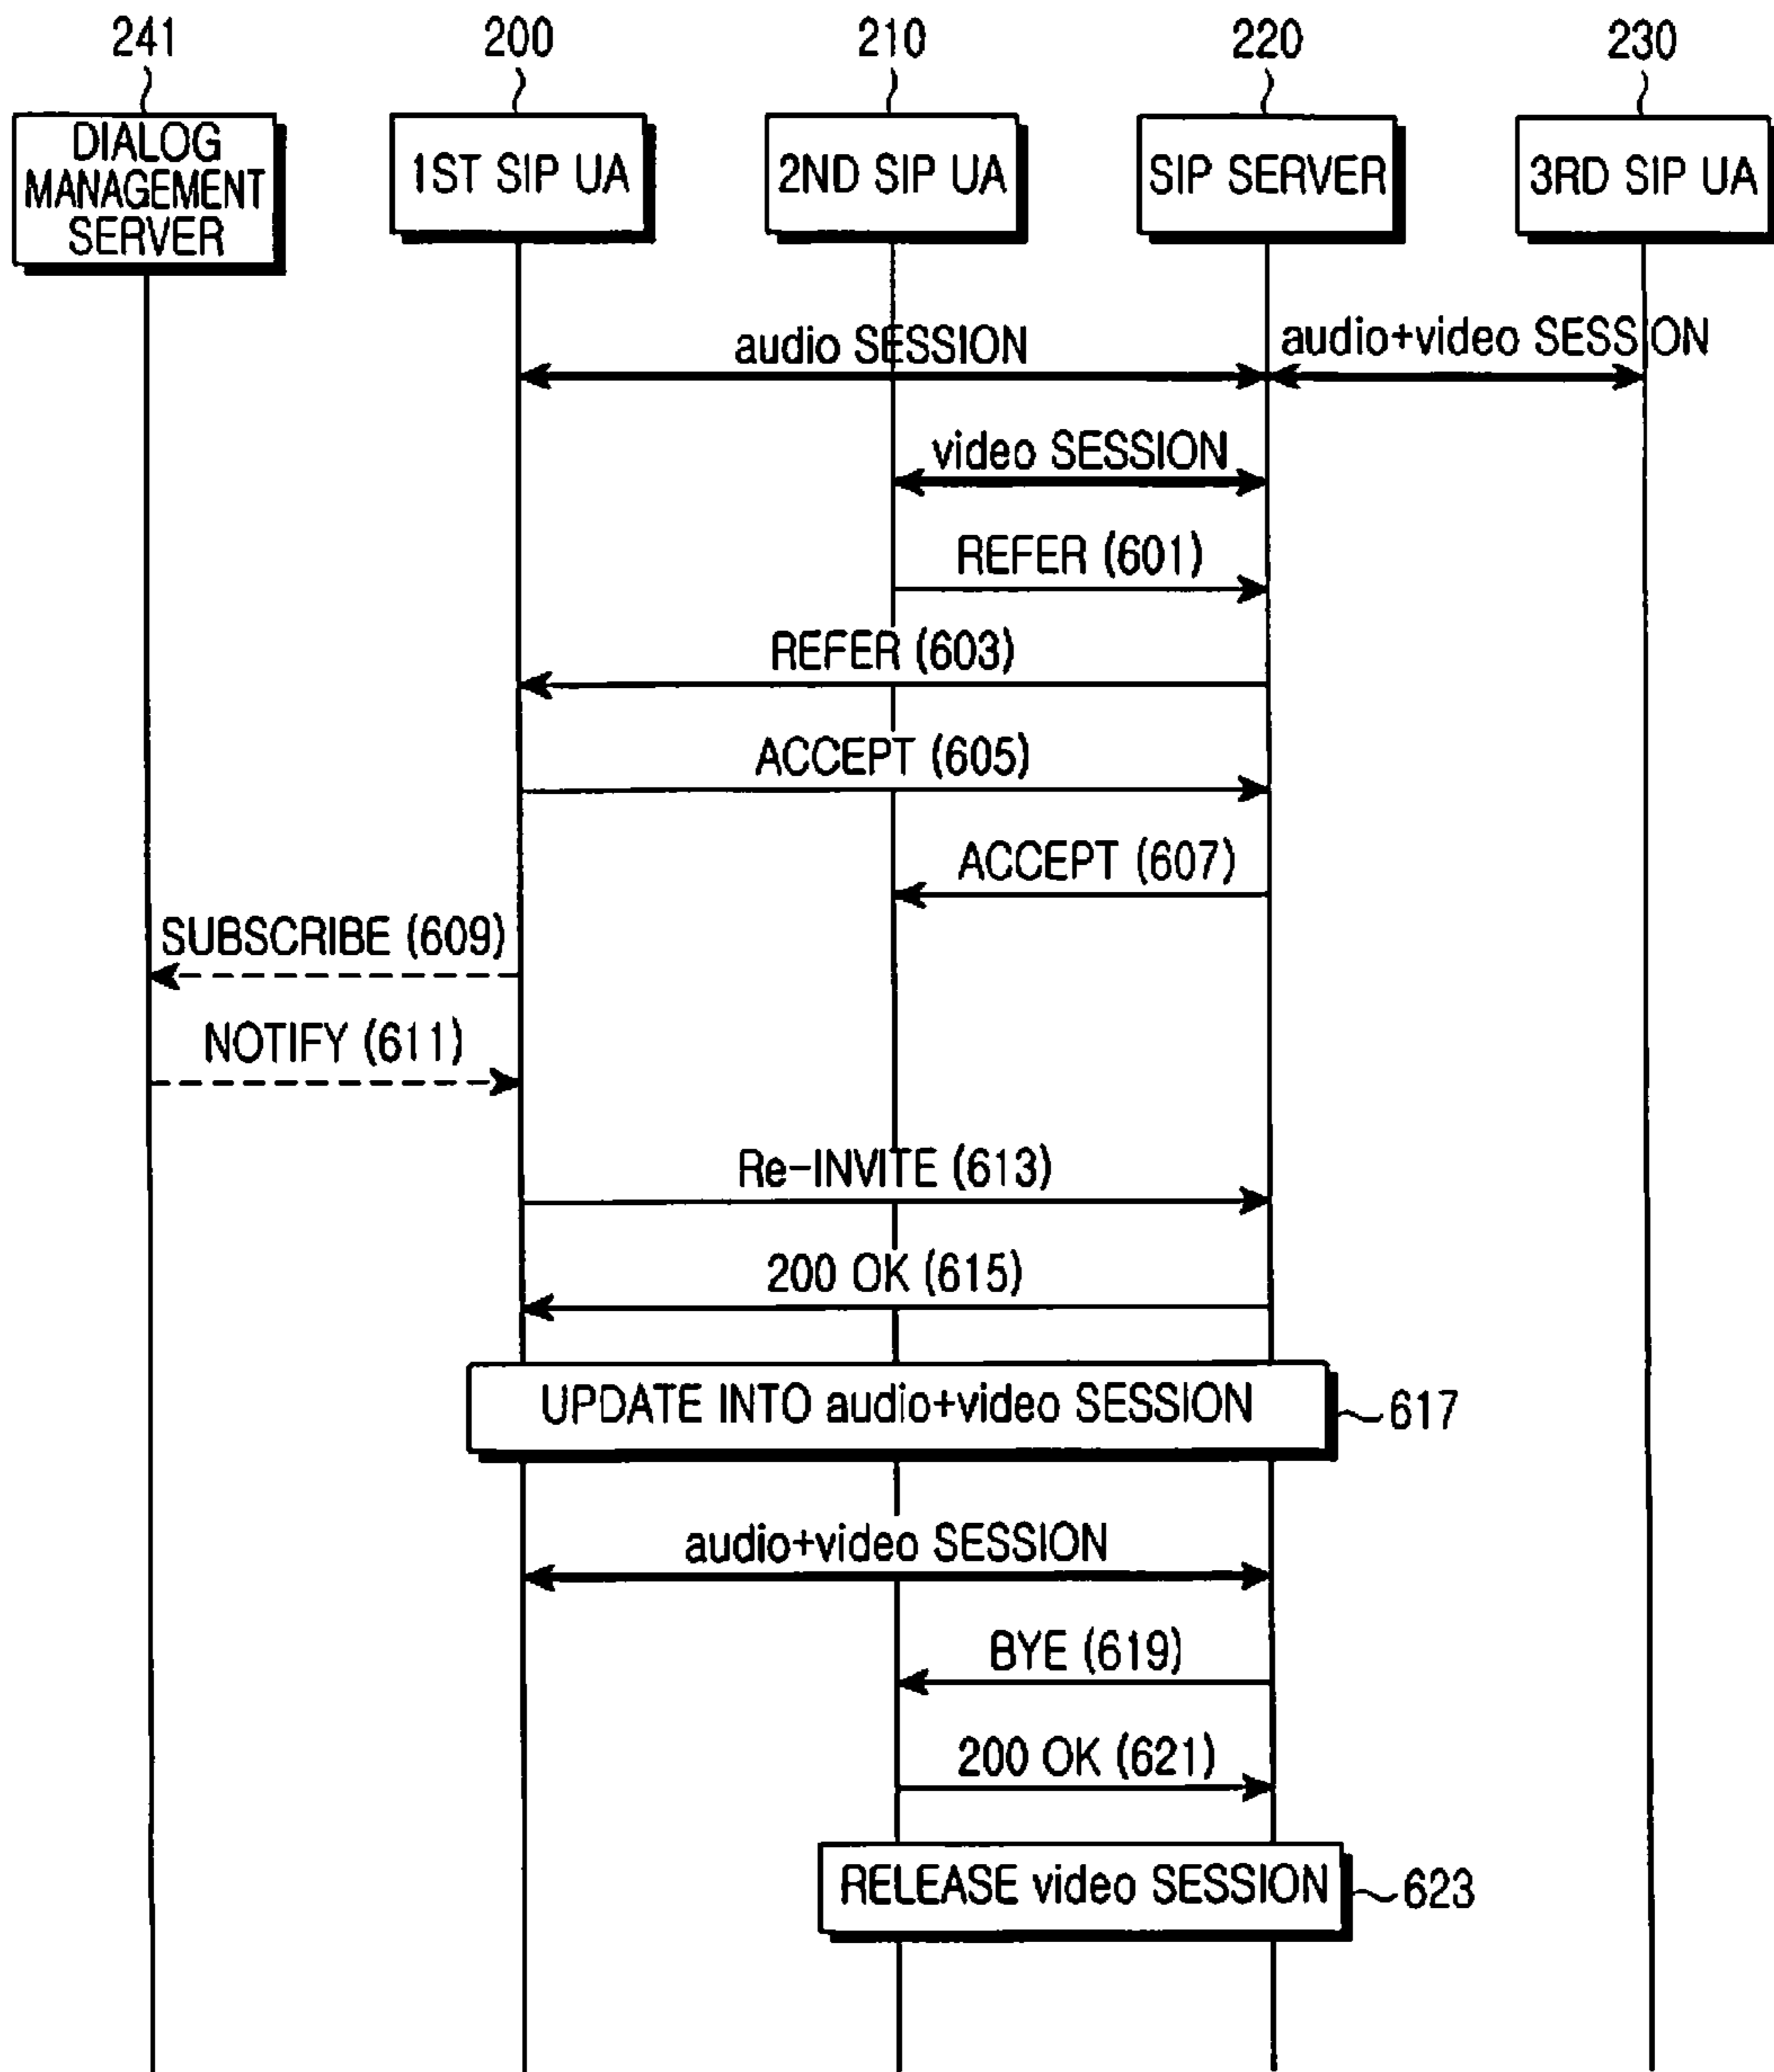 241
200
210
220
230
DIALOG
MANAGEMENT
SERVER
1ST SIP UA
2ND SIP UA
SIP SERVER
3RD SIP UA
audio SESSION
audio+video SESSION
video SESSION
REFER (601)
REFER (603)
ACCEPT (605)
ACCEPT (607)
SUBSCRIBE (609)
NOTIFY (611)
Re-INVITE (613)
200 OK (615)
UPDATE INTO audio+video SESSION
617
audio+video SESSION
BYE (619)
200 OK (621)
RELEASE video SESSION
623